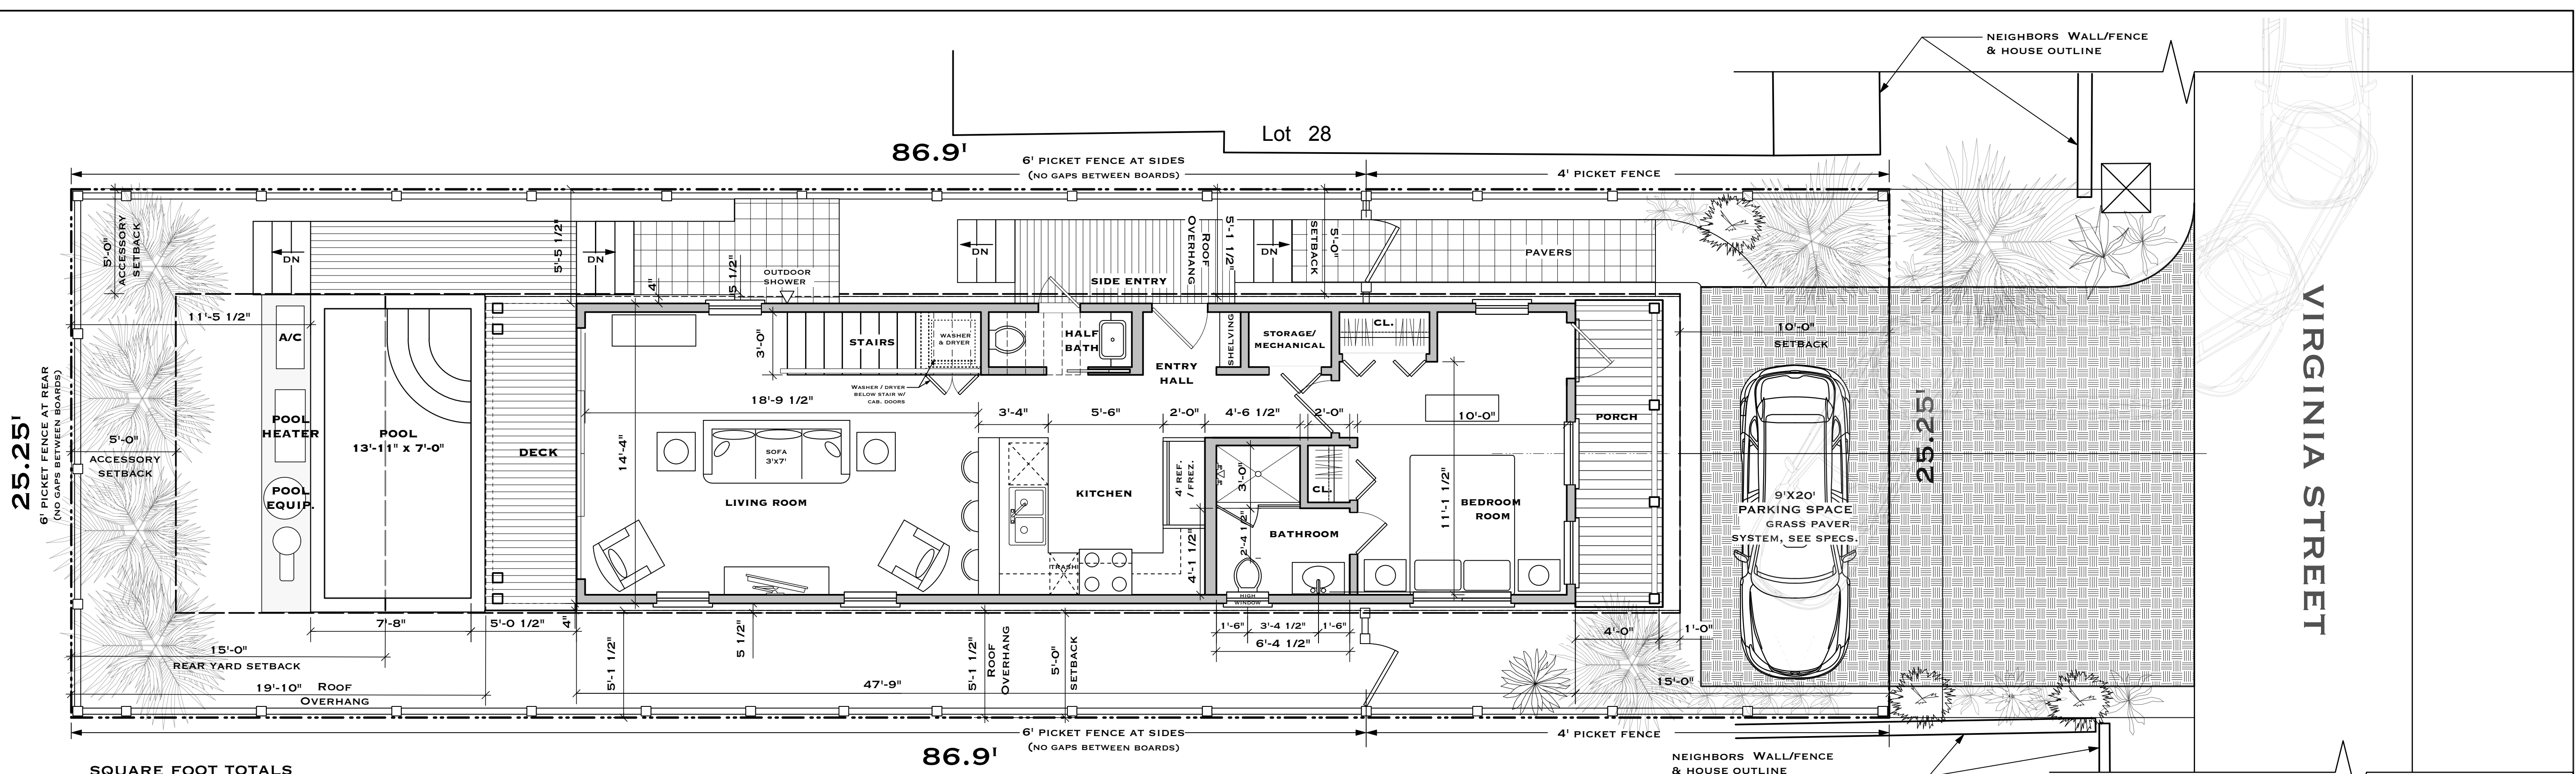 NEIGHBORS WALL/FENCE
& HOUSE OUTLINE
Lot 28
86.9'
6' PICKET FENCE AT SIDES
(NO GAPS BETWEEN BOARDS)
4' PICKET FENCE
5'-0"
ACCESSORY
SETBACK
DN
5'-5 1/2"
DN
4"
5 1/2"
OUTDOOR
SHOWER
DN
SIDE ENTRY
ROOF
OVERHANG
5'-1 1/2"
DN
SETBACK
5'-0"
PAVERS
11'-5 1/2"
A/C
POOL
HEATER
POOL
EQUIP.
POOL
13'-11" X 7'-0"
DECK
3'-0"
STAIRS
WASHER
& DRYER
WASHER / DRYER
BELOW STAIR W/
CAB. DOORS
HALF
BATH
ENTRY
HALL
SHELVING
STORAGE/
MECHANICAL
CL.
10'-0"
SETBACK
18'-9 1/2"
3'-4"
5'-6"
2'-0"
4'-6 1/2"
2'-0"
10'-0"
PORCH
14'-4"
SOFA
3'X7'
LIVING ROOM
KITCHEN
4' REF.
/ FREZ.
3'-0"
CL.
2'-4 1/2"
4'-1 1/2"
BATHROOM
11'-1 1/2"
BEDROOM
ROOM
TRASH
HIGH
WINDOW
9'X20'
PARKING SPACE
GRASS PAVER
SYSTEM, SEE SPECS.
25.25'
VIRGINIA STREET
25.25'
6' PICKET FENCE AT REAR
(NO GAPS BETWEEN BOARDS)
5'-0"
ACCESSORY
SETBACK
7'-8"
5'-0 1/2"
4"
15'-0"
REAR YARD SETBACK
19'-10" ROOF
OVERHANG
5'-1 1/2"
5 1/2"
5'-1 1/2"
ROOF
OVERHANG
5'-0"
SETBACK
1'-6"
3'-4 1/2"
1'-6"
6'-4 1/2"
4'-0"
1'-0"
47'-9"
15'-0"
6' PICKET FENCE AT SIDES
(NO GAPS BETWEEN BOARDS)
4' PICKET FENCE
86.9'
NEIGHBORS WALL/FENCE
& HOUSE OUTLINE
SQUARE FOOT TOTALS